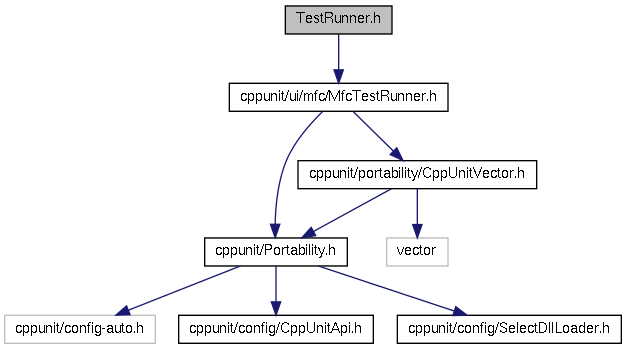 TestRunner.h
cppunit/ui/mfc/MfcTestRunner.h
cppunit/portability/CppUnitVector.h
cppunit/Portability.h
vector
cppunit/config-auto.h
cppunit/config/CppUnitApi.h
cppunit/config/SelectDllLoader.h